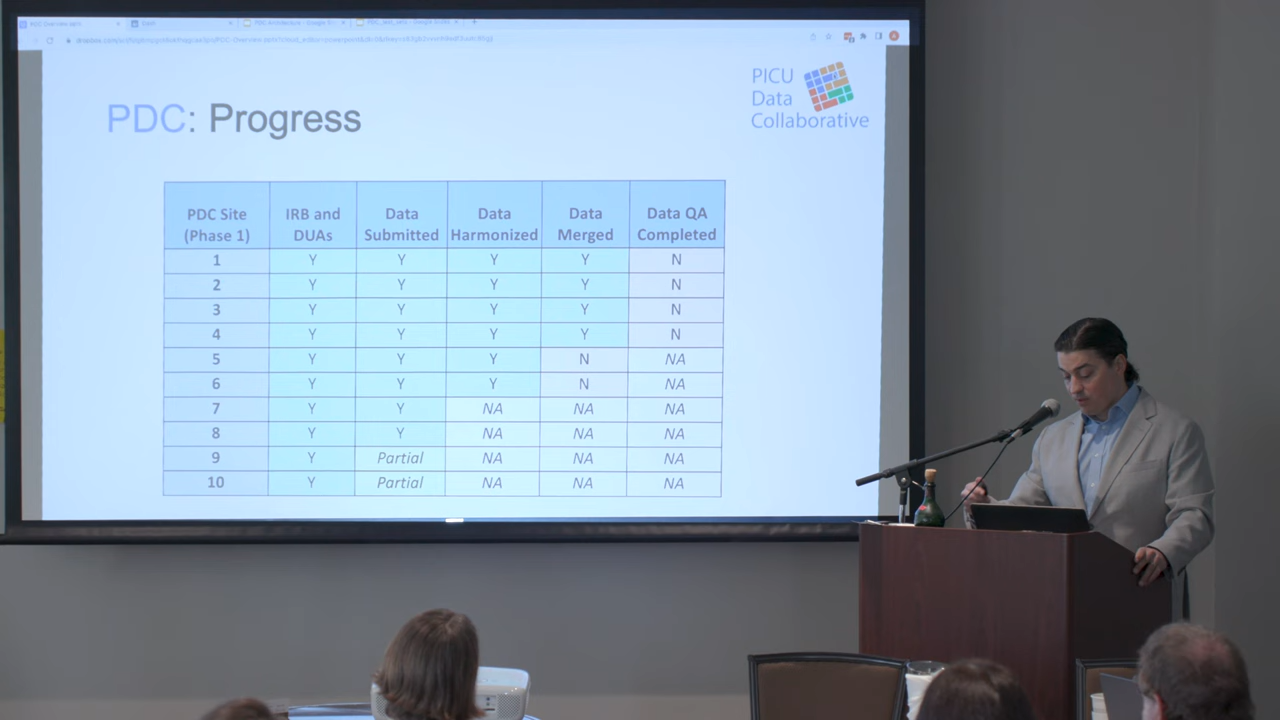 PICU
Data
Collaborative
PDC: Progress
PDC Site (Phase 1) IRB and DUAs Data Submitted Data Harmonized Data Merged Data QA Completed
1 Y Y Y Y N
2 Y Y Y Y N
3 Y Y Y Y N
4 Y Y Y Y N
5 Y Y Y N NA
6 Y Y Y N NA
7 Y Y NA NA NA
8 Y Y NA NA NA
9 Y Partial NA NA NA
10 Y Partial NA NA NA